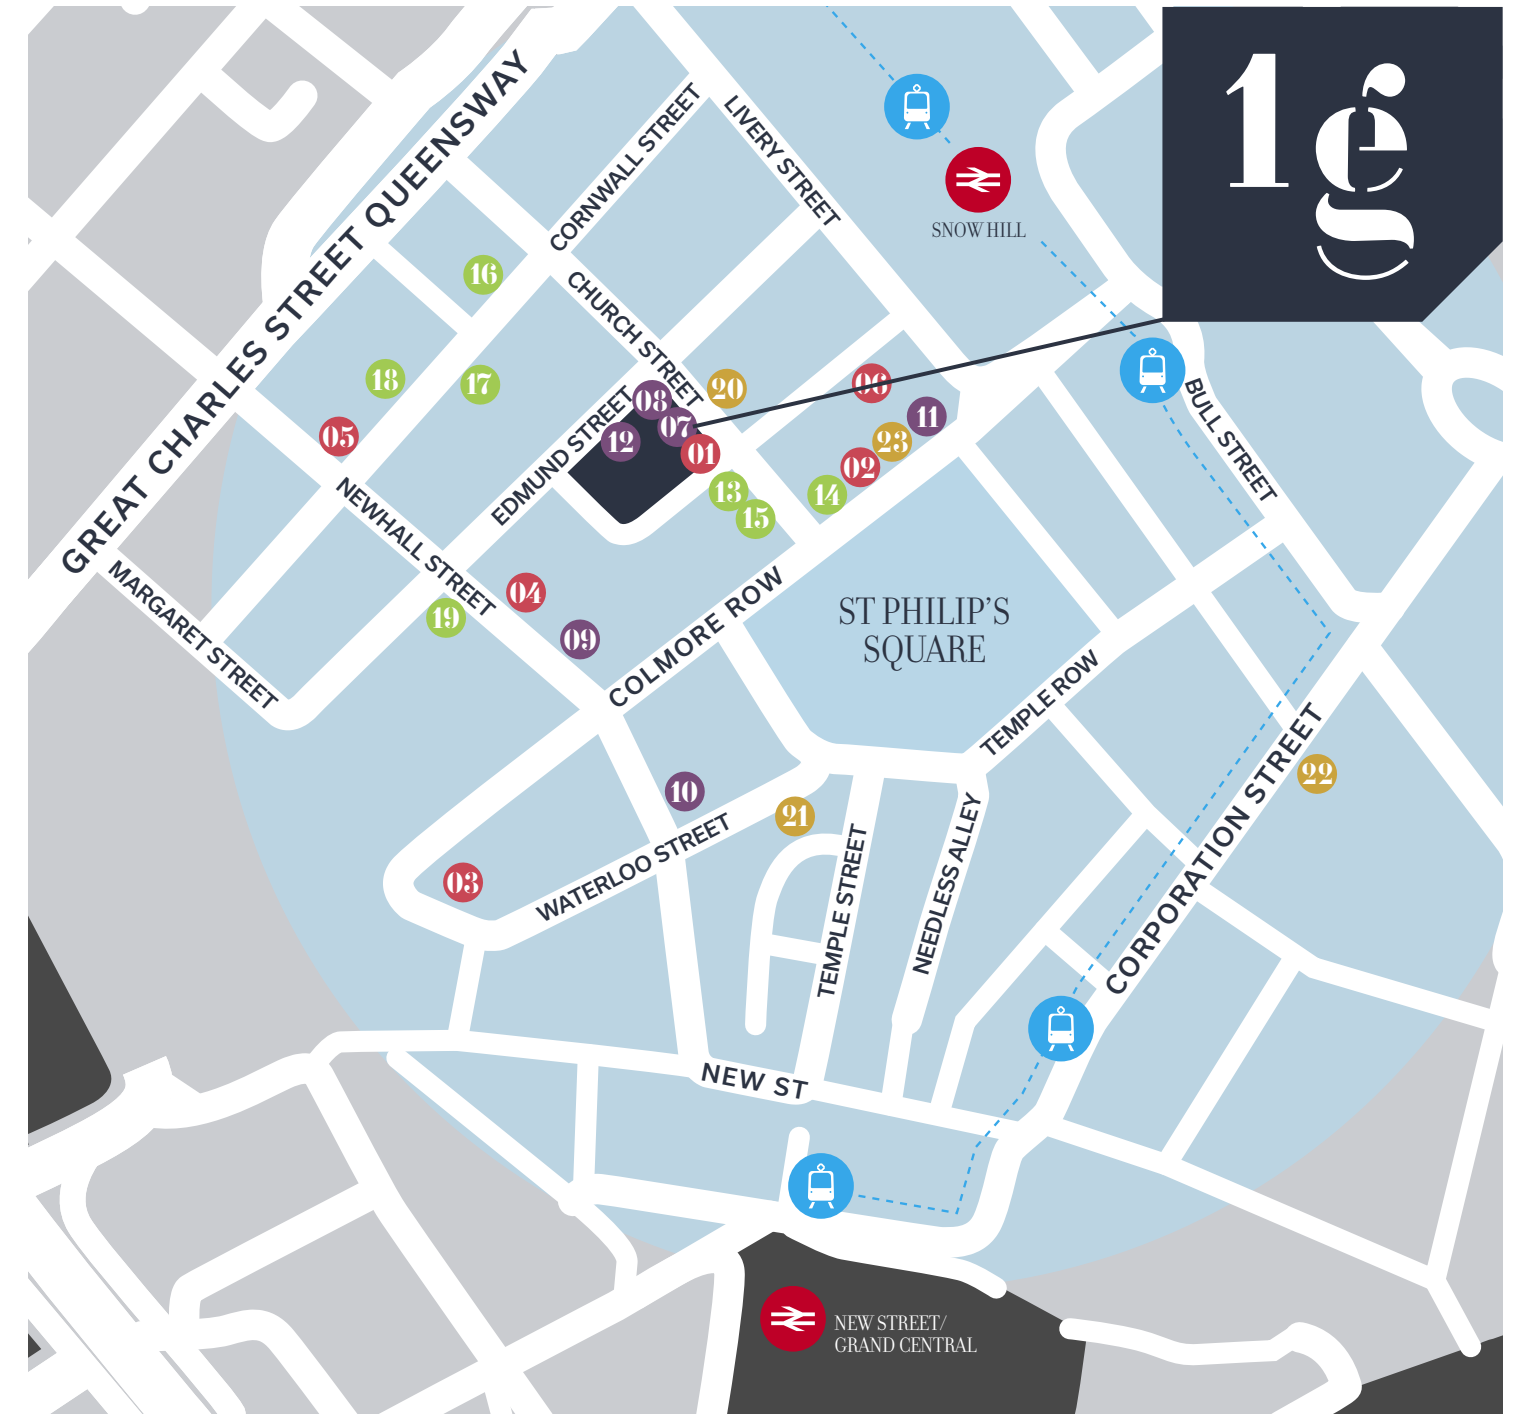 1eg
GREAT CHARLES STREET QUEENSWAY
CORNWALL STREET
LIVERY STREET
SNOW HILL
CHURCH STREET
16
18
17
05
08
07
12
01
20
06
11
23
02
14
13
15
EDMUND STREET
NEWHALL STREET
BULL STREET
MARGARET STREET
04
19
09
COLMORE ROW
ST PHILIP’S
SQUARE
TEMPLE ROW
10
21
22
03
WATERLOO STREET
TEMPLE STREET
NEEDLESS ALLEY
CORPORATION STREET
NEW ST
NEW STREET/
GRAND CENTRAL